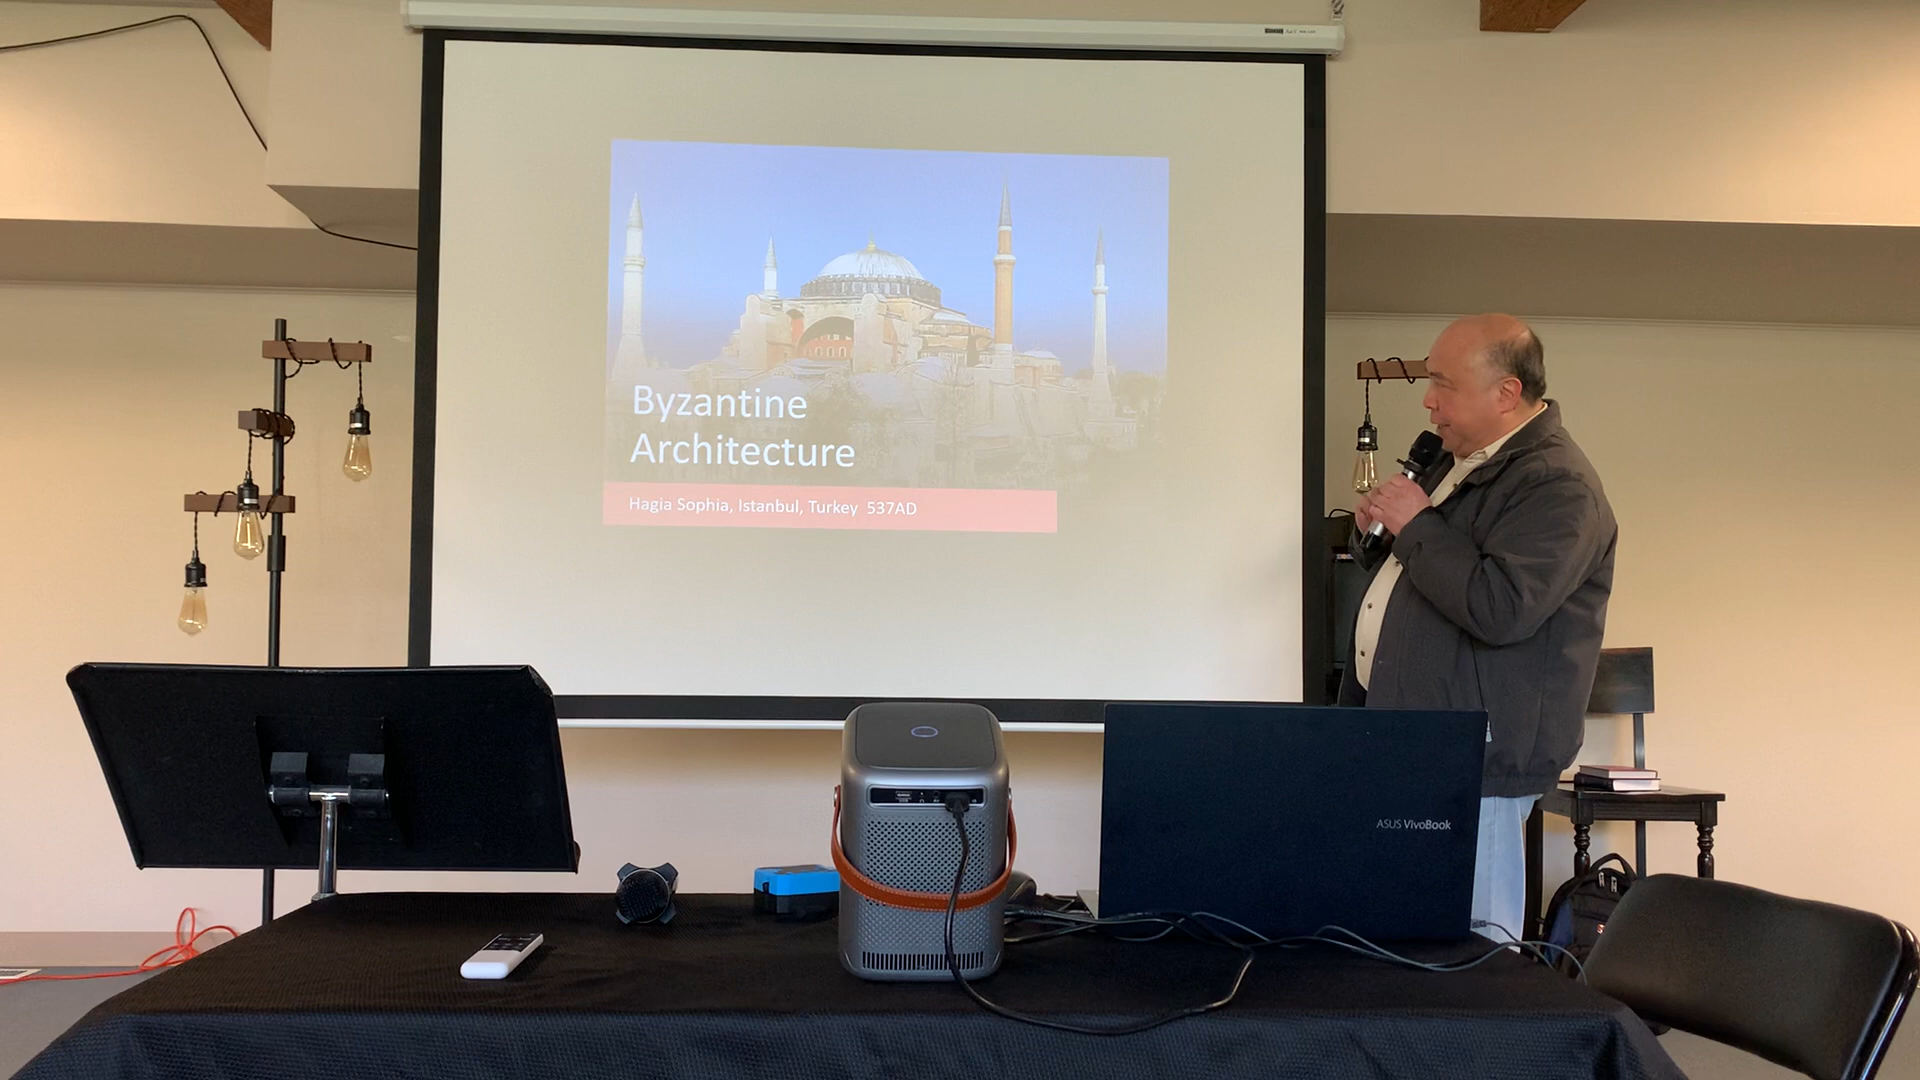 Byzantine
Architecture
Hagia Sophia, Istanbul, Turkey 537AD
ASUS VivoBook